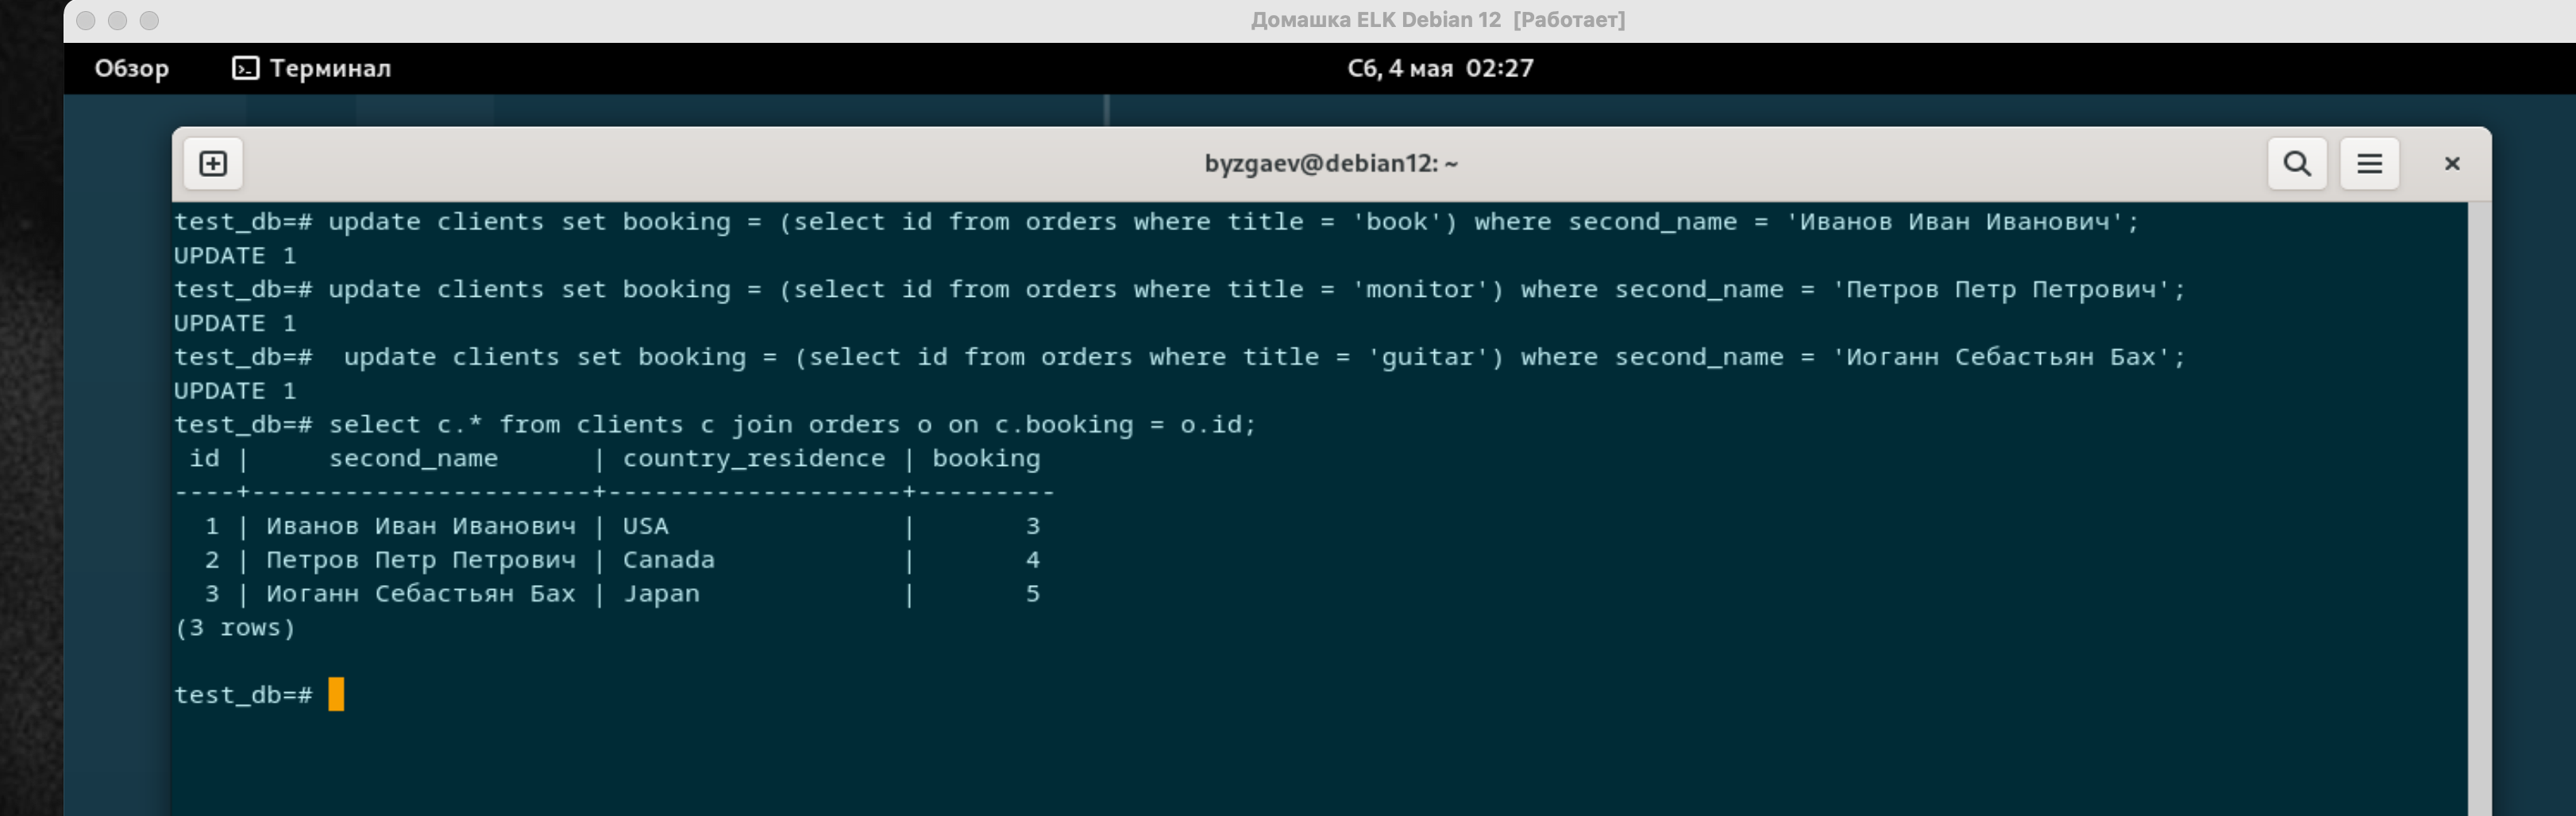 Домашка ELK Debian 12 [Работает]
Обзор Терминал Сб, 4 мая 02:27
byzgaev@debian12: ~
test_db=# update clients set booking = (select id from orders where title = 'book') where second_name = 'Иванов Иван Иванович';
UPDATE 1
test_db=# update clients set booking = (select id from orders where title = 'monitor') where second_name = 'Петров Петр Петрович';
UPDATE 1
test_db=#  update clients set booking = (select id from orders where title = 'guitar') where second_name = 'Иоганн Себастьян Бах';
UPDATE 1
test_db=# select c.* from clients c join orders o on c.booking = o.id;
 id |     second_name      | country_residence | booking
----+----------------------+-------------------+---------
  1 | Иванов Иван Иванович | USA               |       3
  2 | Петров Петр Петрович | Canada            |       4
  3 | Иоганн Себастьян Бах | Japan             |       5
(3 rows)
test_db=#